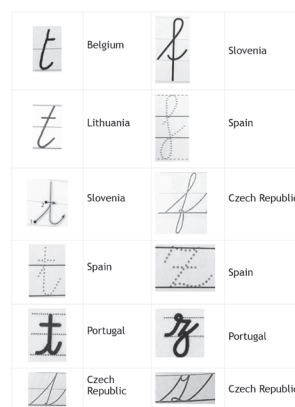 t Belgium f Slovenia
t Lithuania f Spain
t Slovenia f Czech Republic
t Spain z Spain
t Portugal z Portugal
Czech
Republic
Czech Republic